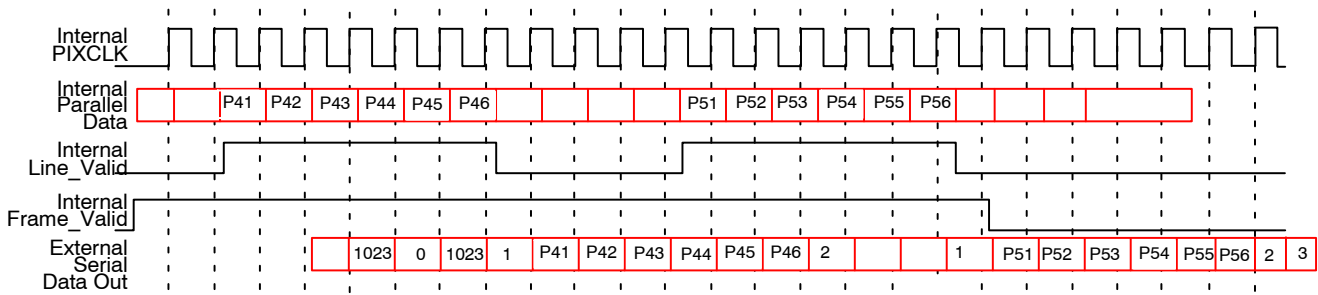 Internal
PIXCLK
Internal
Parallel
Data
P41 P42 P43 P44 P45 P46 P51 P52 P53 P54 P55 P56
Internal
Line_Valid
Internal
Frame_Valid
External
Serial
Data Out
1023 0 1023 1 P41 P42 P43 P44 P45 P46 2 1 P51 P52 P53 P54 P55 P56 2 3